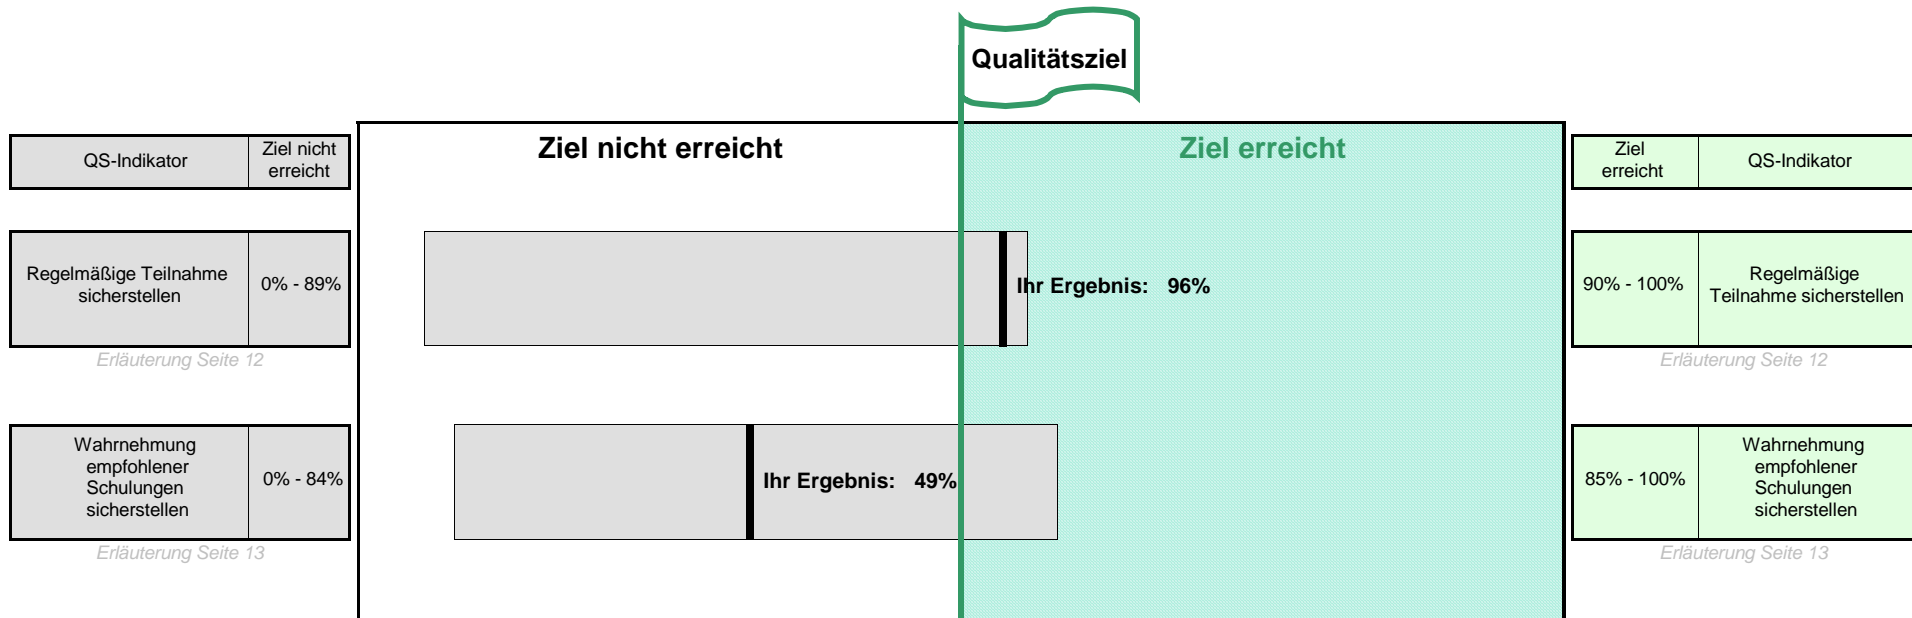 Qualitätsziel
Ziel nicht erreicht
Ziel erreicht
QS-Indikator
Ziel nicht
erreicht
Ziel
erreicht
QS-Indikator
Regelmäßige Teilnahme
sicherstellen
0% - 89%
Ihr Ergebnis: 96%
90% - 100%
Regelmäßige
Teilnahme sicherstellen
Erläuterung Seite 12
Erläuterung Seite 12
Wahrnehmung
empfohlener
Schulungen
sicherstellen
0% - 84%
Ihr Ergebnis: 49%
85% - 100%
Wahrnehmung
empfohlener
Schulungen
sicherstellen
Erläuterung Seite 13
Erläuterung Seite 13